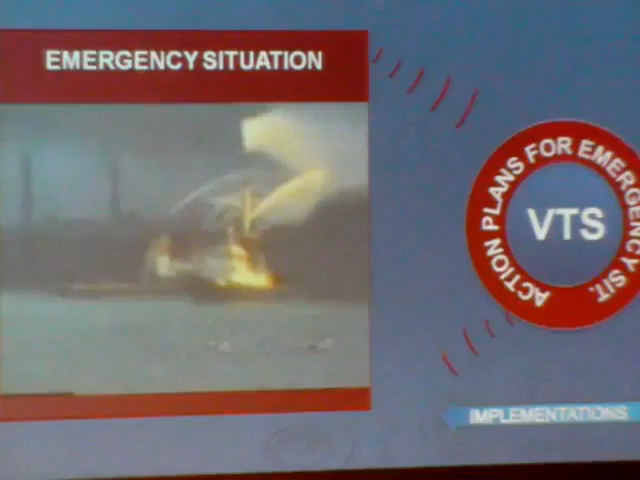 EMERGENCY SITUATION
ACTION PLANS FOR EMERGENCY SIT.
VTS
IMPLEMENTATIONS